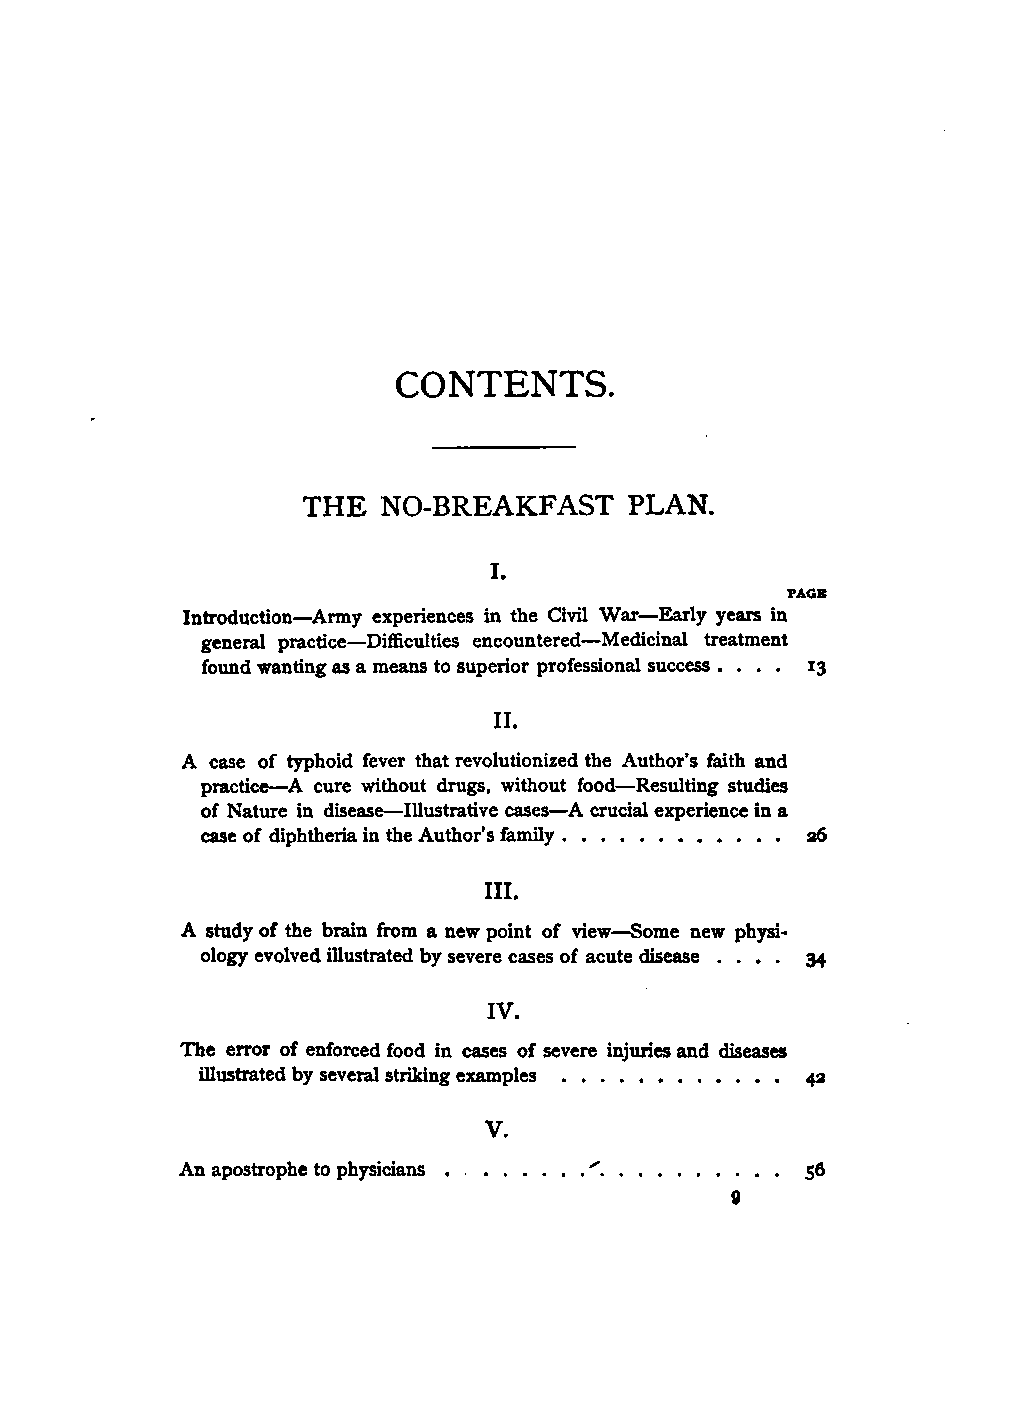 CONTENTS.
THE NO-BREAKFAST PLAN.
I.
PAGE
Introduction—Army experiences in the Civil War—Early years in
general practice—Difficulties encountered—Medicinal treatment
found wanting as a means to superior professional success . . . . 13
II.
A case of typhoid fever that revolutionized the Author's faith and
practice—A cure without drugs, without food—Resulting studies
of Nature in disease—Illustrative cases—A crucial experience in a
case of diphtheria in the Author's family . . . . . . . . . . . . 26
III.
A study of the brain from a new point of view—Some new physi-
ology evolved illustrated by severe cases of acute disease . . . . 34
IV.
The error of enforced food in cases of severe injuries and diseases
illustrated by several striking examples . . . . . . . . . . . . 42
V.
An apostrophe to physicians . . . . . . . . . . . . . . . . . . 56
9